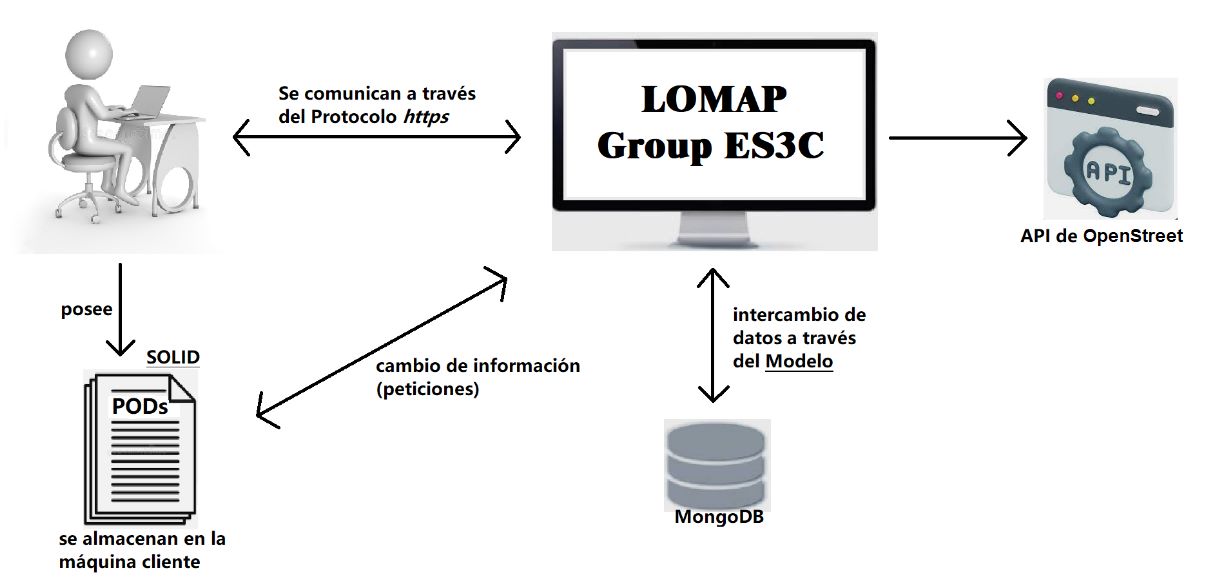 Se comunican a través
del Protocolo https
LOMAP
Group ES3C
API
API de OpenStreet
posee
SOLID
PODs
cambio de información
(peticiones)
intercambio de
datos a través
del Modelo
MongoDB
se almacenan en la
máquina cliente